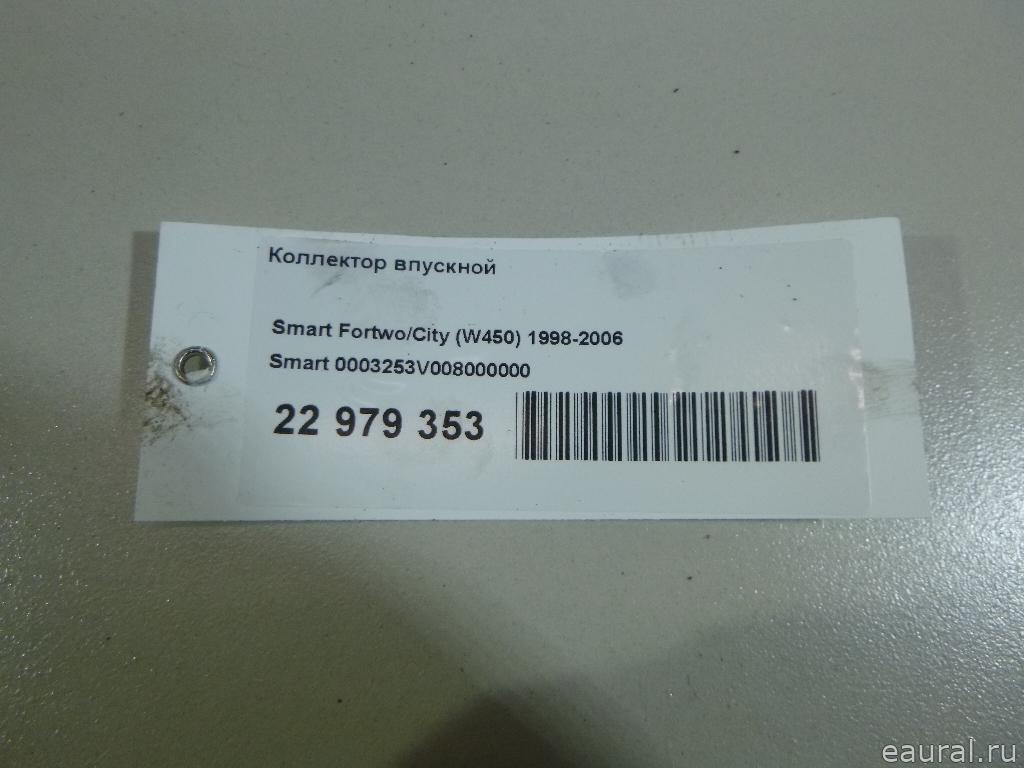 Коллектор впускной
Smart Fortwo/City (W450) 1998-2006
Smart 0003253V008000000
22 979 353
eaural.ru